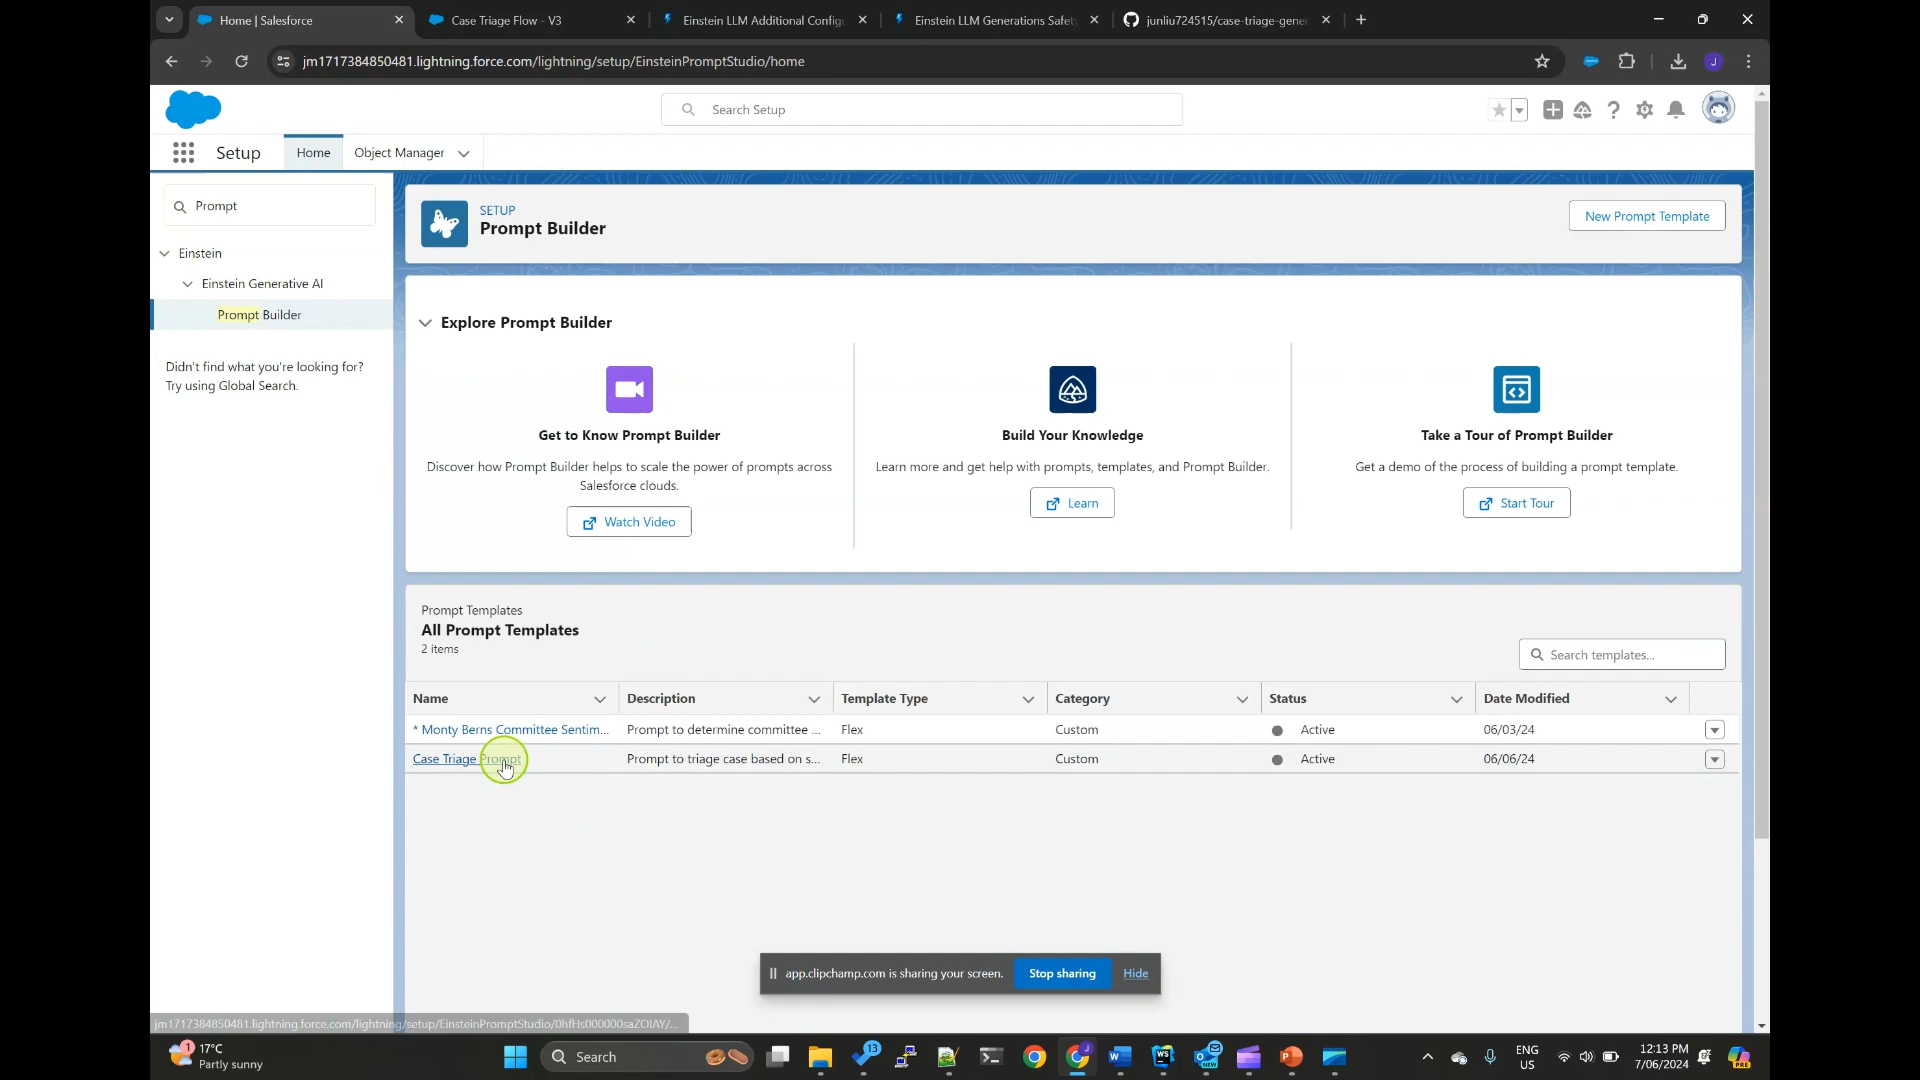 Home | Salesforce
Case Triage Flow - V3
Einstein LLM Additional Config
Einstein LLM Generations Safet
junliu724515/case-triage-gener
jm1717384850481.lightning.force.com/lightning/setup/EinsteinPromptStudio/home
J
Search Setup
Setup
Home
Object Manager
Prompt
SETUP
Prompt Builder
New Prompt Template
Einstein
Einstein Generative AI
Prompt Builder
Didn't find what you're looking for?
Try using Global Search.
Explore Prompt Builder
Get to Know Prompt Builder
Build Your Knowledge
Take a Tour of Prompt Builder
Discover how Prompt Builder helps to scale the power of prompts across
Salesforce clouds.
Learn more and get help with prompts, templates, and Prompt Builder.
Get a demo of the process of building a prompt template.
Watch Video
Learn
Start Tour
Prompt Templates
All Prompt Templates
2 items
Search templates...
Name
Description
Template Type
Category
Status
Date Modified
* Monty Berns Committee Sentim...
Prompt to determine committee ...
Flex
Custom
Active
06/03/24
Case Triage Prompt
Prompt to triage case based on s...
Flex
Custom
Active
06/06/24
app.clipchamp.com is sharing your screen.
Stop sharing
Hide
jm1717384850481.lightning.force.com/lightning/setup/EinsteinPromptStudio/0hfHs000000saZOIAY/...
1
17°C
Partly sunny
Search
13
J
W
WS
NEW
P
ENG
US
12:13 PM
7/06/2024
PRE